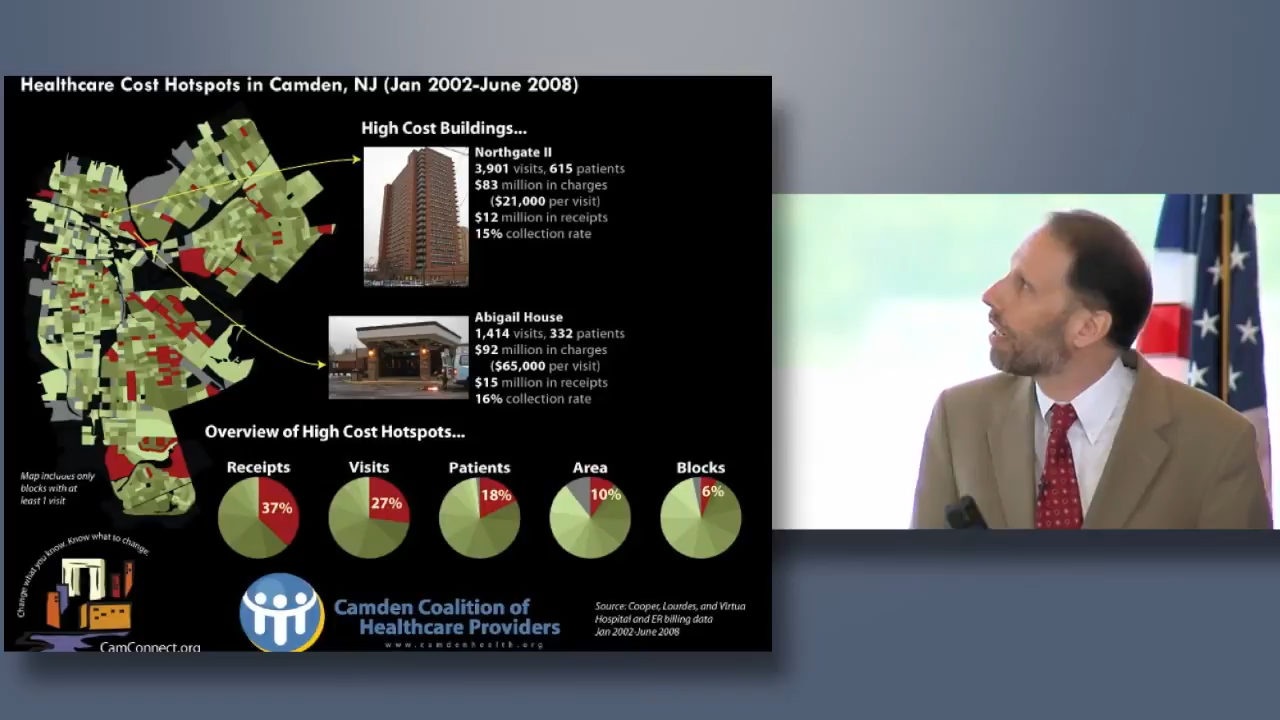 Healthcare Cost Hotspots in Camden, NJ (Jan 2002-June 2008)
High Cost Buildings...
Northgate II
3,901 visits, 615 patients
$83 million in charges
($21,000 per visit)
$12 million in receipts
15% collection rate
Abigail House
1,414 visits, 332 patients
$92 million in charges
($65,000 per visit)
$15 million in receipts
16% collection rate
Overview of High Cost Hotspots...
Receipts
Visits
Patients
Area
Blocks
37%
27%
18%
10%
6%
Map includes only
blocks with at
least 1 visit
Change what you know. Know what to change.
CamConnect.org
Camden Coalition of
Healthcare Providers
www.camdenhealth.org
Source: Cooper, Lourdes, and Virtua
Hospital and ER billing data
Jan 2002-June 2008